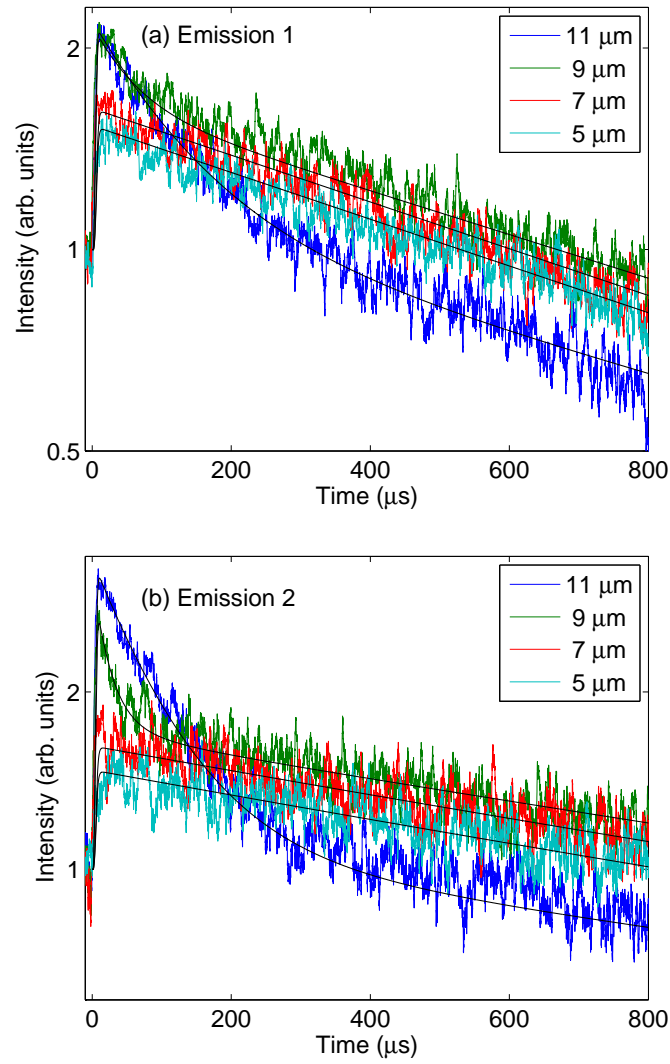 (a) Emission 1
11 μm
9 μm
7 μm
5 μm
2
1
0.5
Intensity (arb. units)
0 200 400 600 800
Time (μs)
(b) Emission 2
11 μm
9 μm
7 μm
5 μm
2
1
Intensity (arb. units)
0 200 400 600 800
Time (μs)